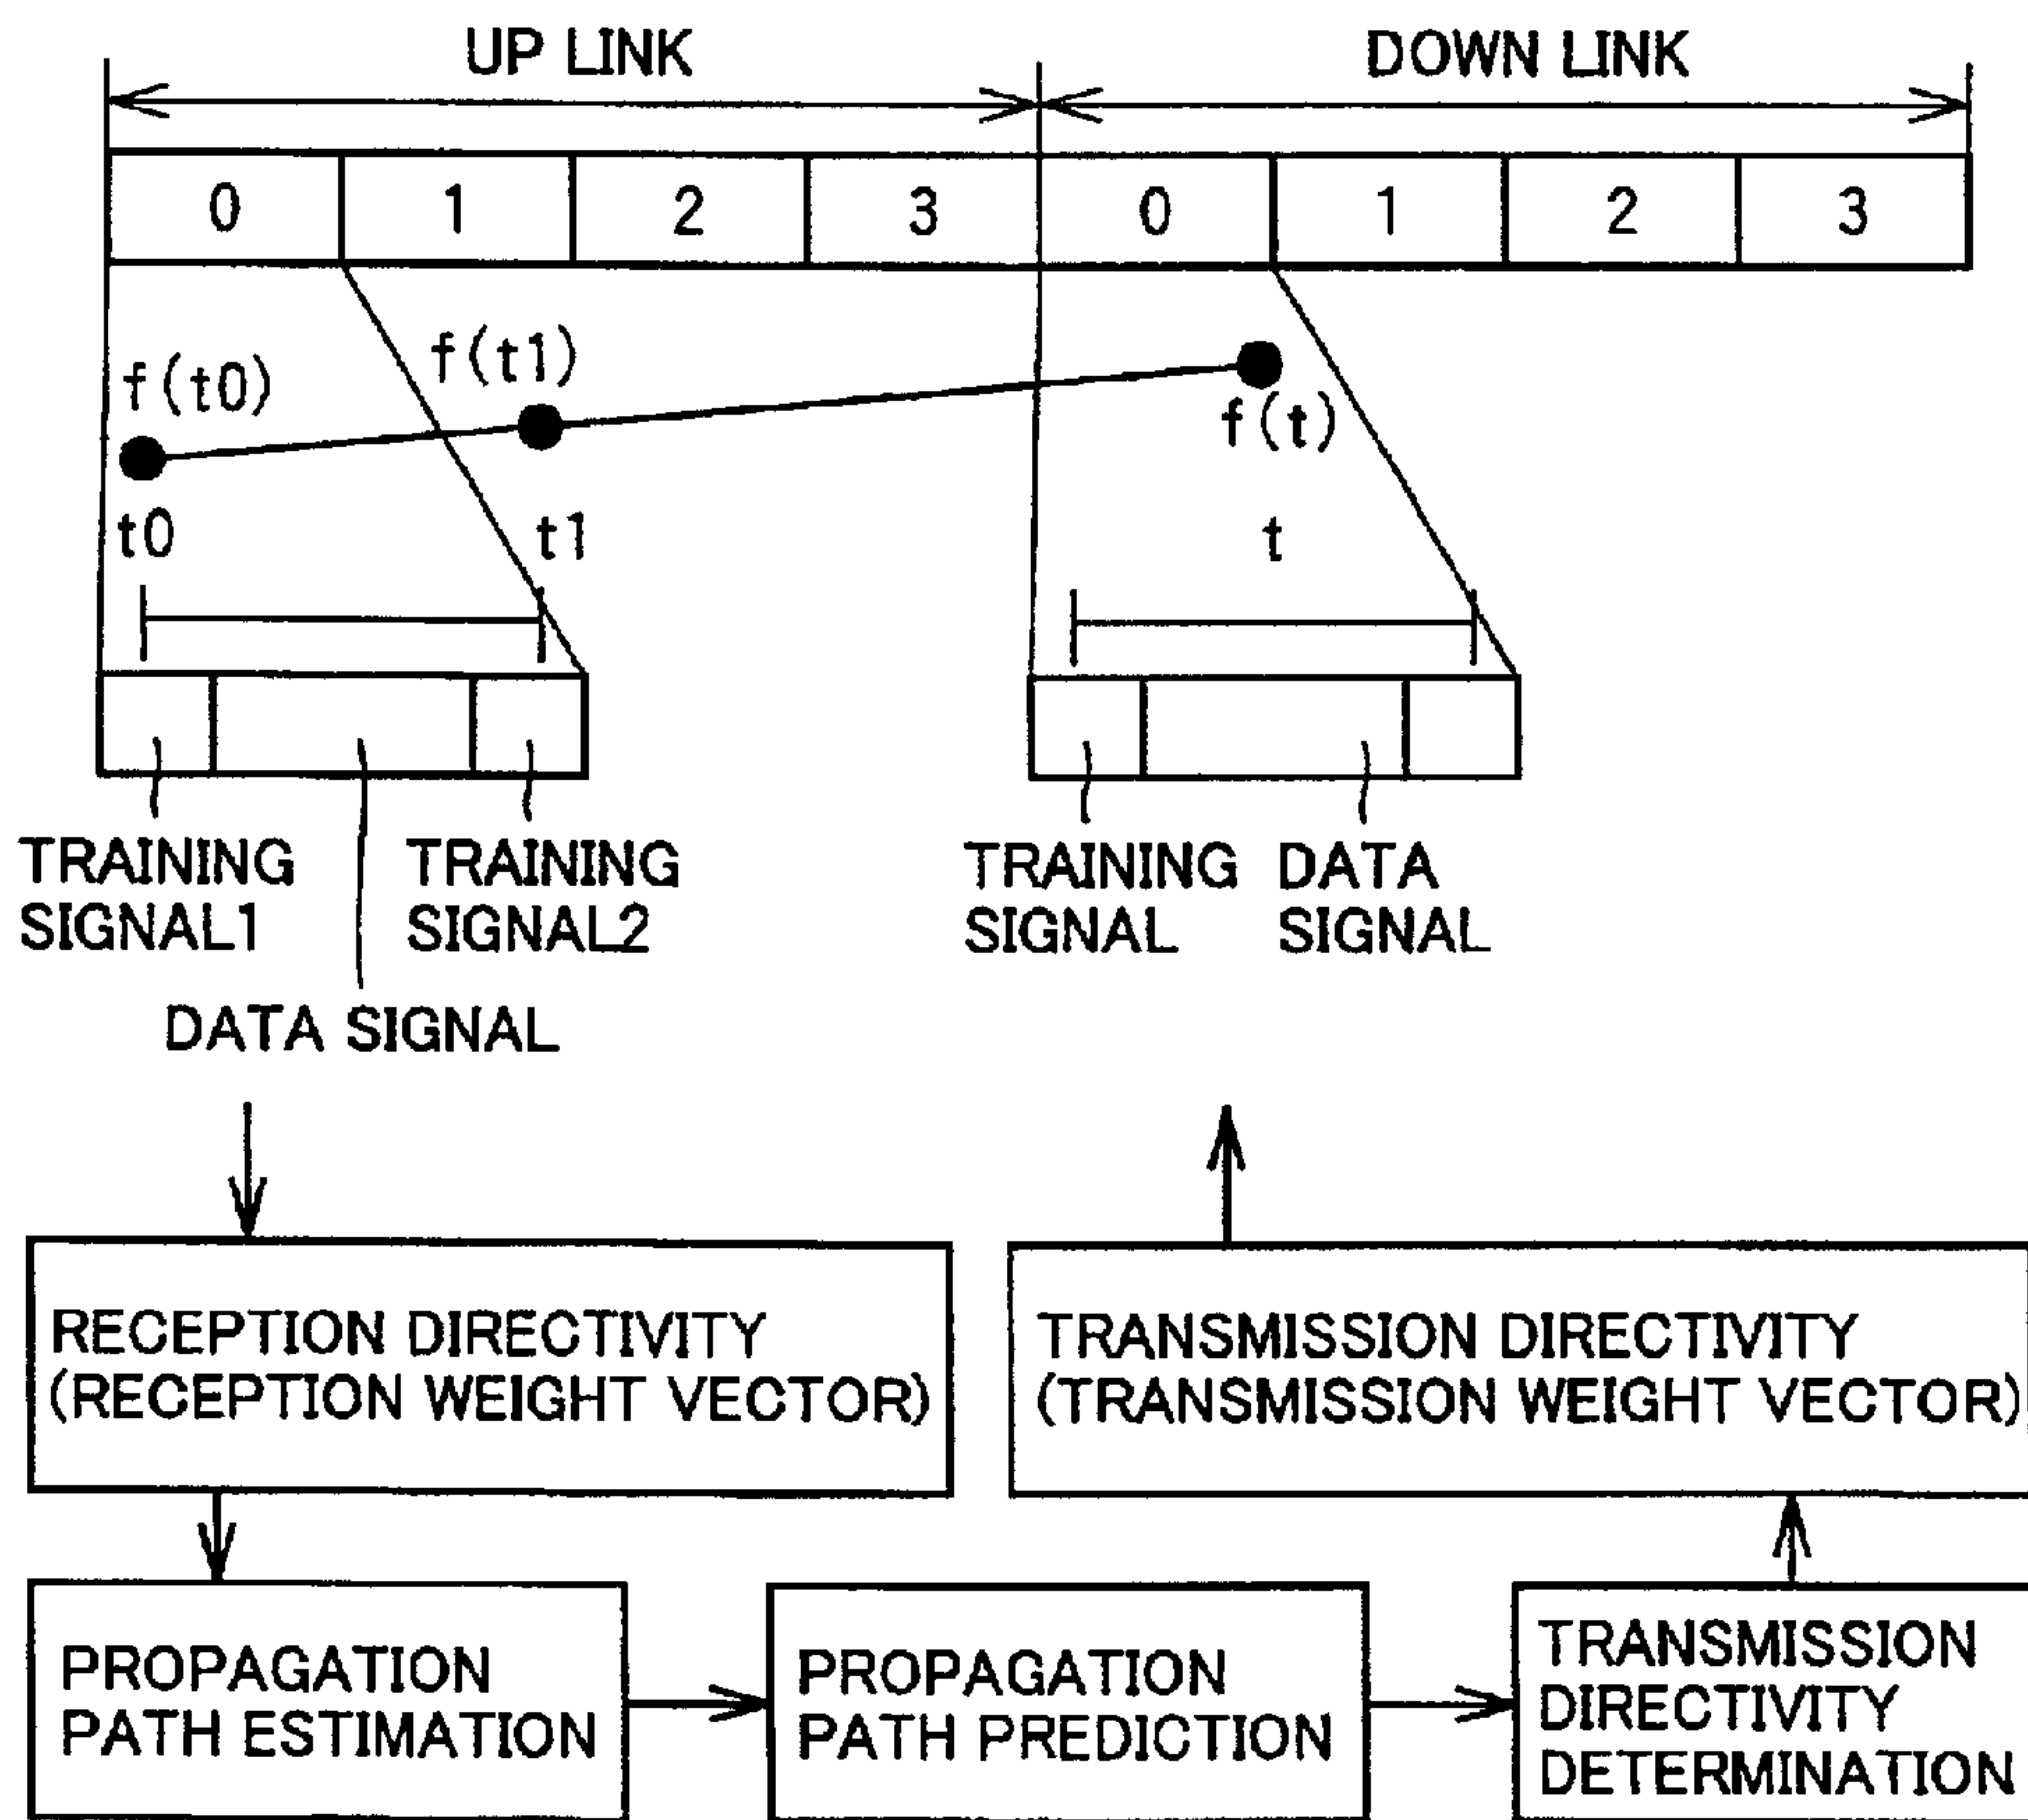 UP LINK
DOWN LINK
0 1 2 3 0 1 2 3
f(t0)
f(t1)
f(t)
t0
t1
t
TRAINING
SIGNAL1
TRAINING
SIGNAL2
TRAINING
SIGNAL
DATA
SIGNAL
DATA SIGNAL
RECEPTION DIRECTIVITY
(RECEPTION WEIGHT VECTOR)
TRANSMISSION DIRECTIVITY
(TRANSMISSION WEIGHT VECTOR)
PROPAGATION
PATH ESTIMATION
PROPAGATION
PATH PREDICTION
TRANSMISSION
DIRECTIVITY
DETERMINATION